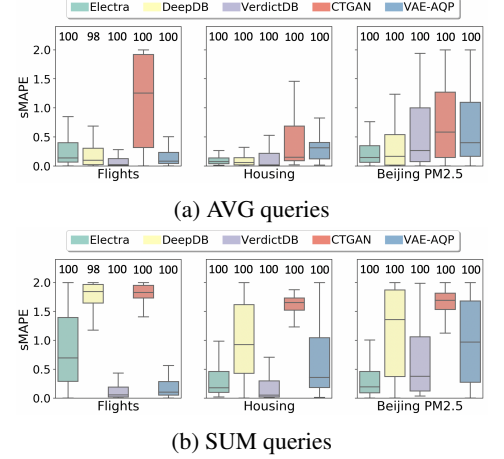 Electra DeepDB VerdictDB CTGAN VAE-AQP
100 98 100 100 100 100 100 100 100 100 100 100 100 100 100
2.0
1.5
1.0
0.5
0.0
sMAPE
Flights Housing Beijing PM2.5
(a) AVG queries
Electra DeepDB VerdictDB CTGAN VAE-AQP
100 98 100 100 100 100 100 100 100 100 100 100 100 100 100
2.0
1.5
1.0
0.5
0.0
sMAPE
Flights Housing Beijing PM2.5
(b) SUM queries